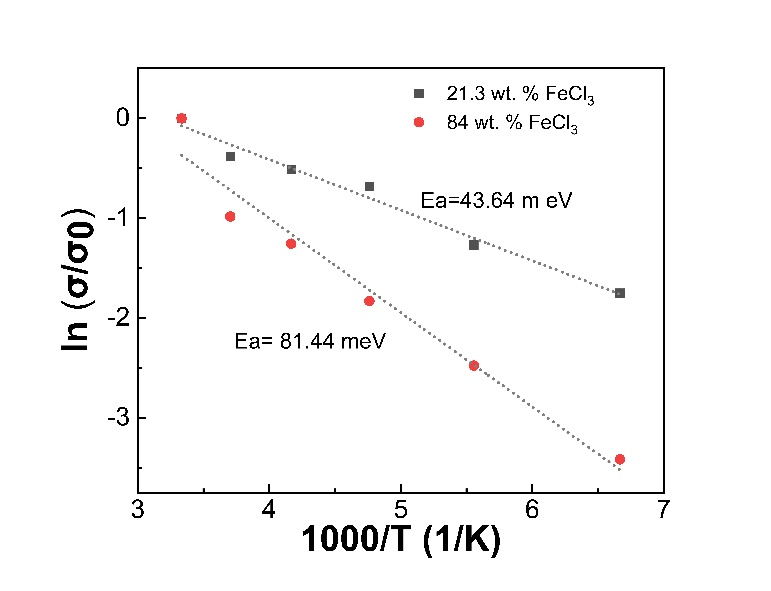 21.3 wt. % FeCl₃
84 wt. % FeCl₃
0
-1
-2
-3
ln (σ/σ0)
Ea=43.64 m eV
Ea= 81.44 meV
3 4 5 6 7
1000/T (1/K)